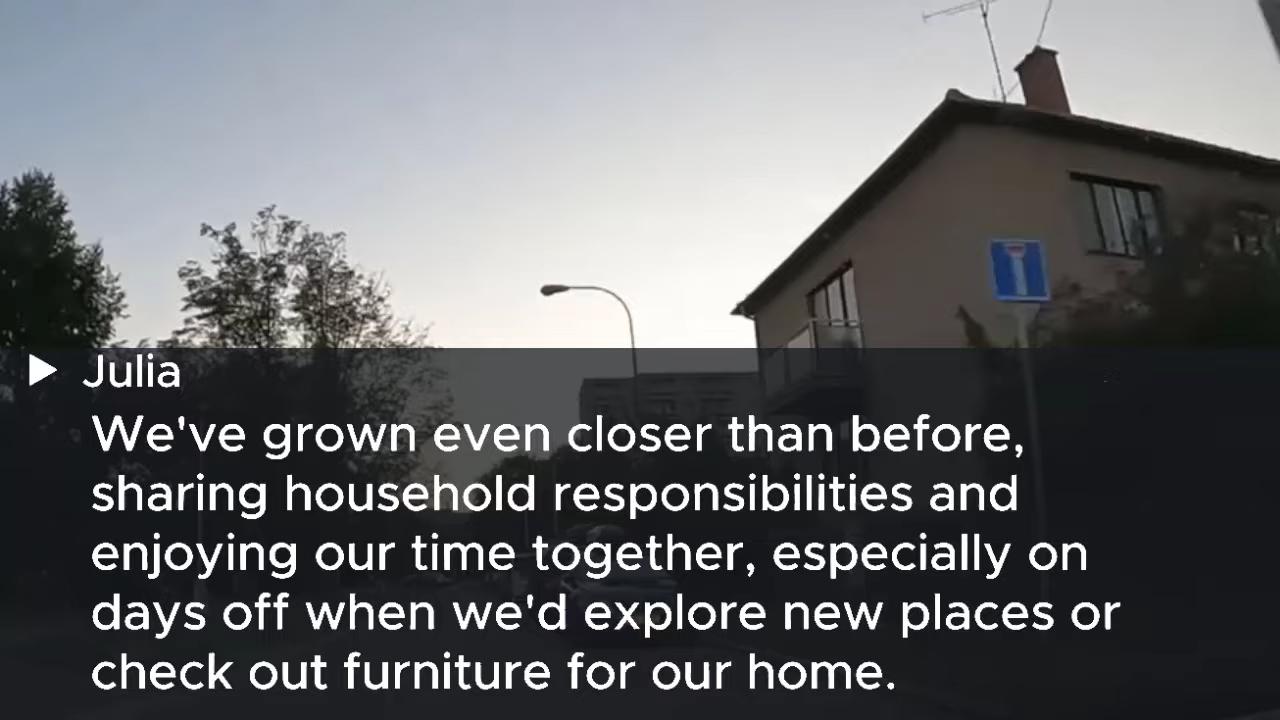 Julia
We've grown even closer than before,
sharing household responsibilities and
enjoying our time together, especially on
days off when we'd explore new places or
check out furniture for our home.